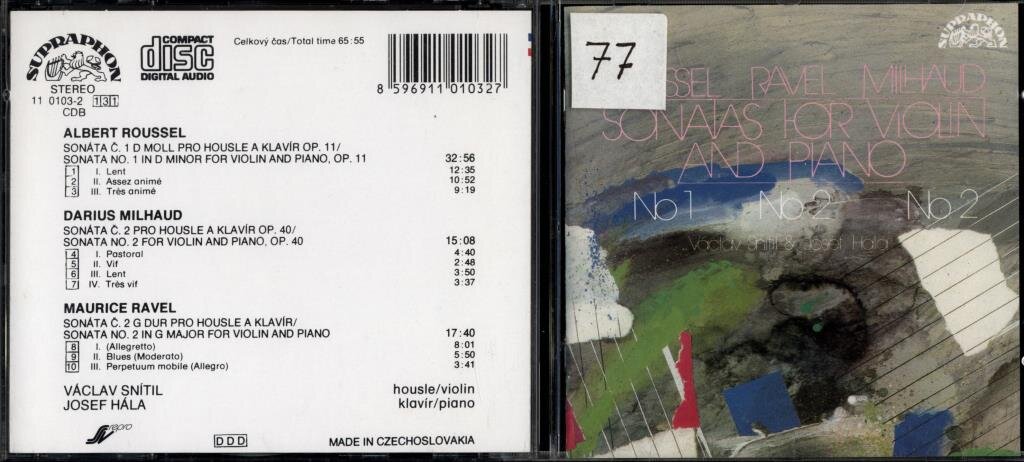 SUPRAPHON
STEREO
11 0103-2 131
CDB
COMPACT
disc
DIGITAL AUDIO
Celkový čas/Total time 65:55
8 596911 010327
ALBERT ROUSSEL
SONÁTA Č. 1 D MOLL PRO HOUSLE A KLAVÍR OP. 11/
SONATA NO. 1 IN D MINOR FOR VIOLIN AND PIANO, OP. 11 32:56
1 I. Lent 12:35
2 II. Assez animé 10:52
3 III. Très animé 9:19
DARIUS MILHAUD
SONÁTA Č. 2 PRO HOUSLE A KLAVÍR OP. 40/
SONATA NO. 2 FOR VIOLIN AND PIANO, OP. 40 15:08
4 I. Pastoral 4:40
5 II. Vif 2:48
6 III. Lent 3:50
7 IV. Très vif 3:37
MAURICE RAVEL
SONÁTA Č. 2 G DUR PRO HOUSLE A KLAVÍR/
SONATA NO. 2 IN G MAJOR FOR VIOLIN AND PIANO 17:40
8 I. (Allegretto) 8:01
9 II. Blues (Moderato) 5:50
10 III. Perpetuum mobile (Allegro) 3:41
VÁCLAV SNÍTIL housle/violin
JOSEF HÁLA klavír/piano
repro
DDD
MADE IN CZECHOSLOVAKIA
77
SUPRAPHON
SSEL RAVEL MILHAUD
SONATAS FOR VIOLIN
AND PIANO
No 1 No 2 No 2
Václav Snítil & Josef Hála